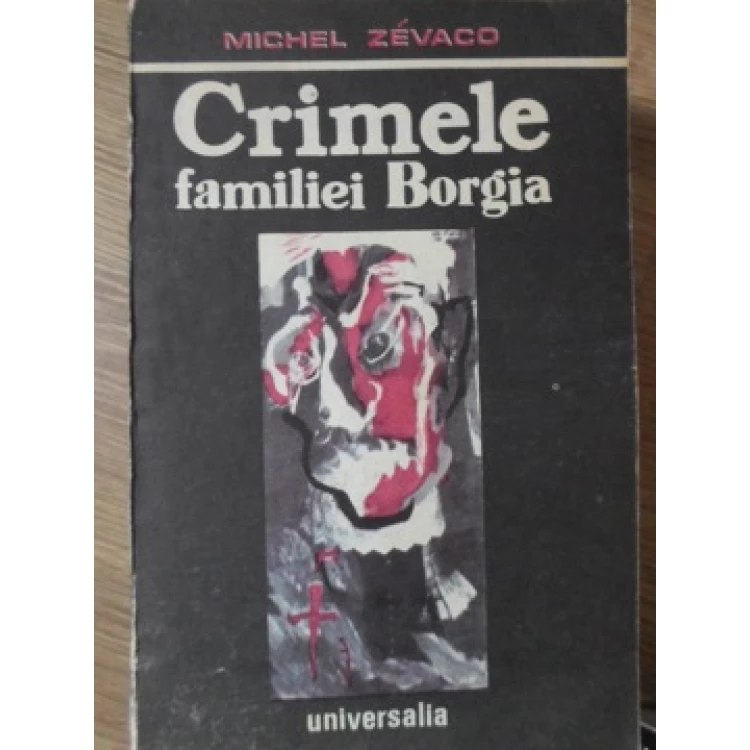 MICHEL ZÉVACO
Crimele
familiei Borgia
universalia